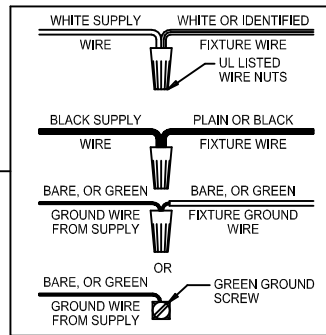 WHITE SUPPLY WIRE
WHITE OR IDENTIFIED FIXTURE WIRE
UL LISTED
WIRE NUTS
BLACK SUPPLY WIRE
PLAIN OR BLACK FIXTURE WIRE
BARE, OR GREEN
GROUND WIRE
FROM SUPPLY
BARE, OR GREEN
FIXTURE GROUND
WIRE
OR
BARE, OR GREEN
GROUND WIRE
FROM SUPPLY
GREEN GROUND
SCREW